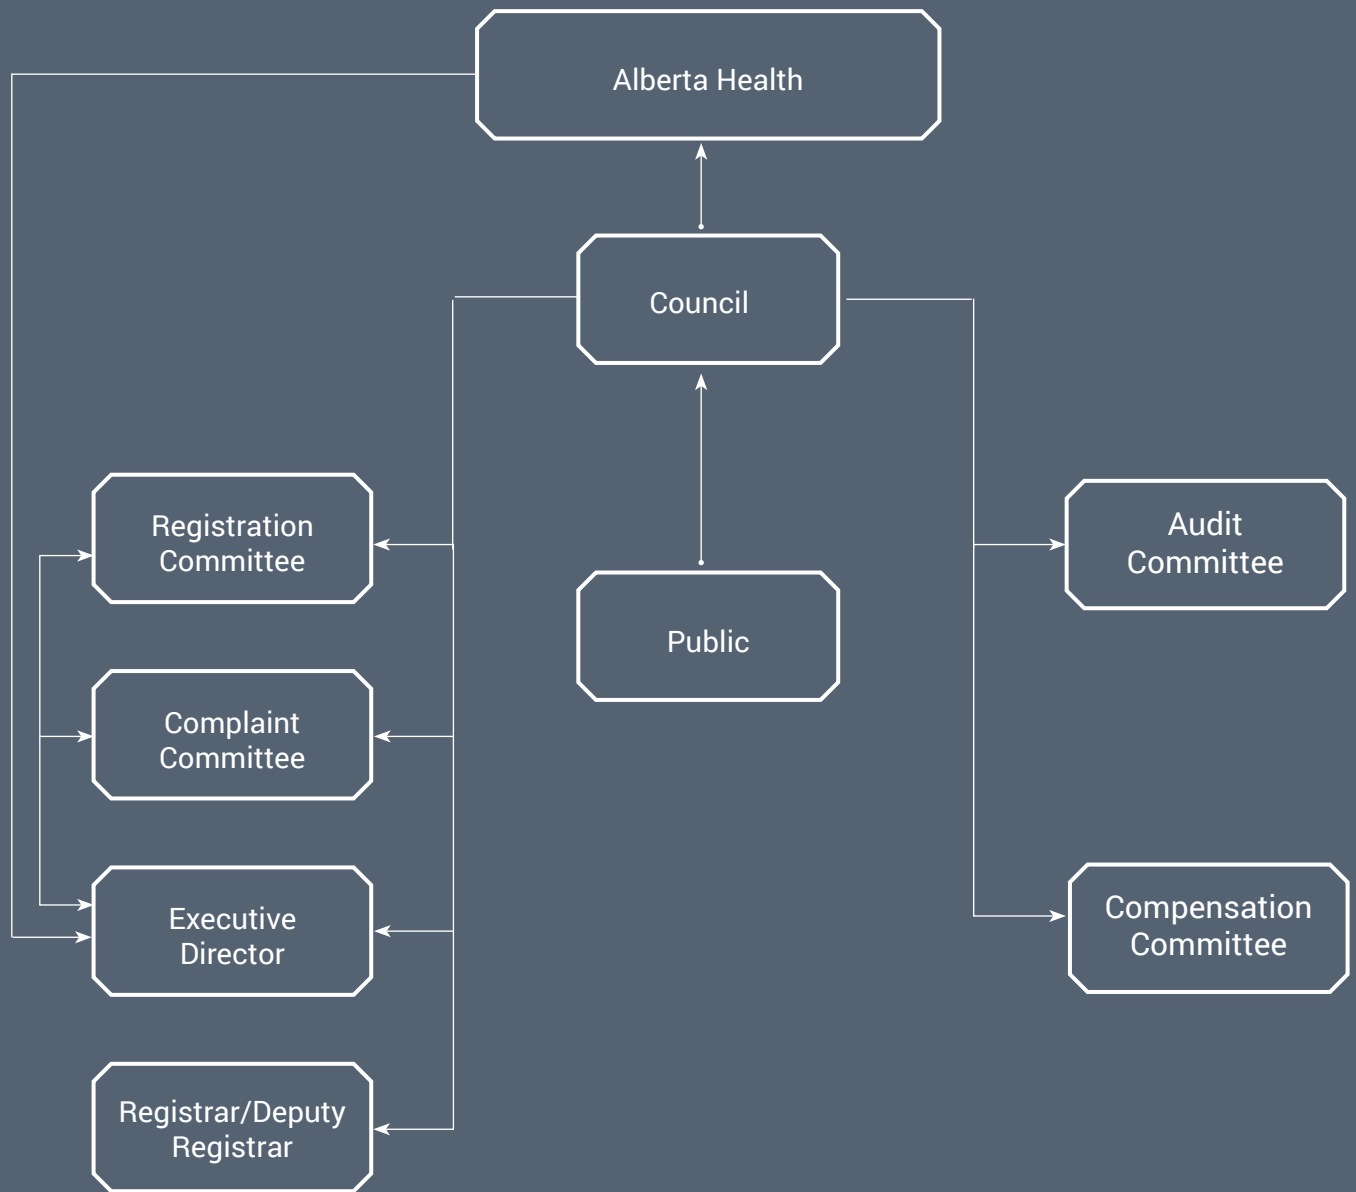 Alberta Health
Council
Registration
Committee
Audit
Committee
Public
Complaint
Committee
Executive
Director
Compensation
Committee
Registrar/Deputy
Registrar